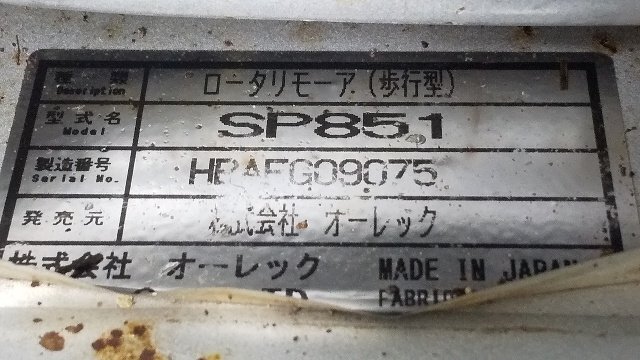 種類 ロータリモーア(歩行型)
Description
型式名 SP851
Model
製造番号
Serial No.
発売元 株式会社 オーレック
株式会社 オーレック MADE IN JAPAN